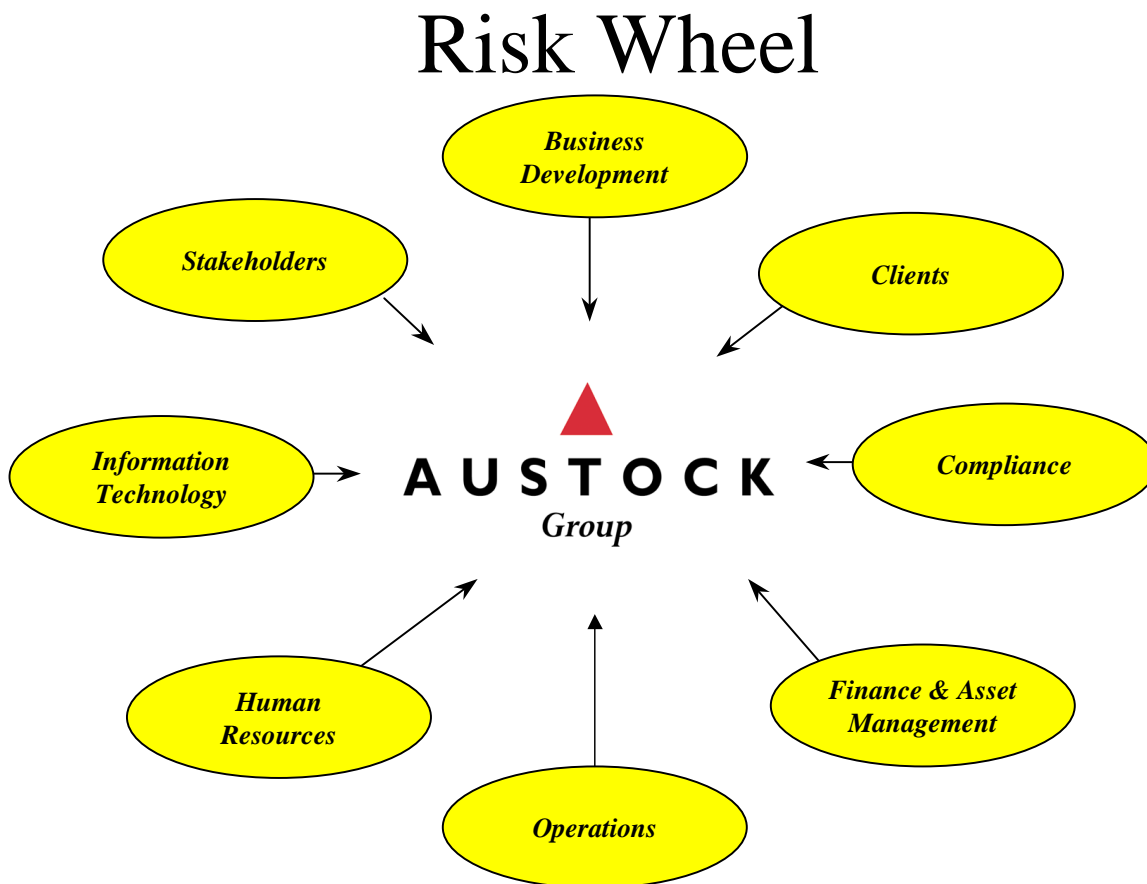 Risk Wheel
Business
Development
Stakeholders
Clients
Information
Technology
AUSTOCK
Group
Compliance
Human
Resources
Finance & Asset
Management
Operations